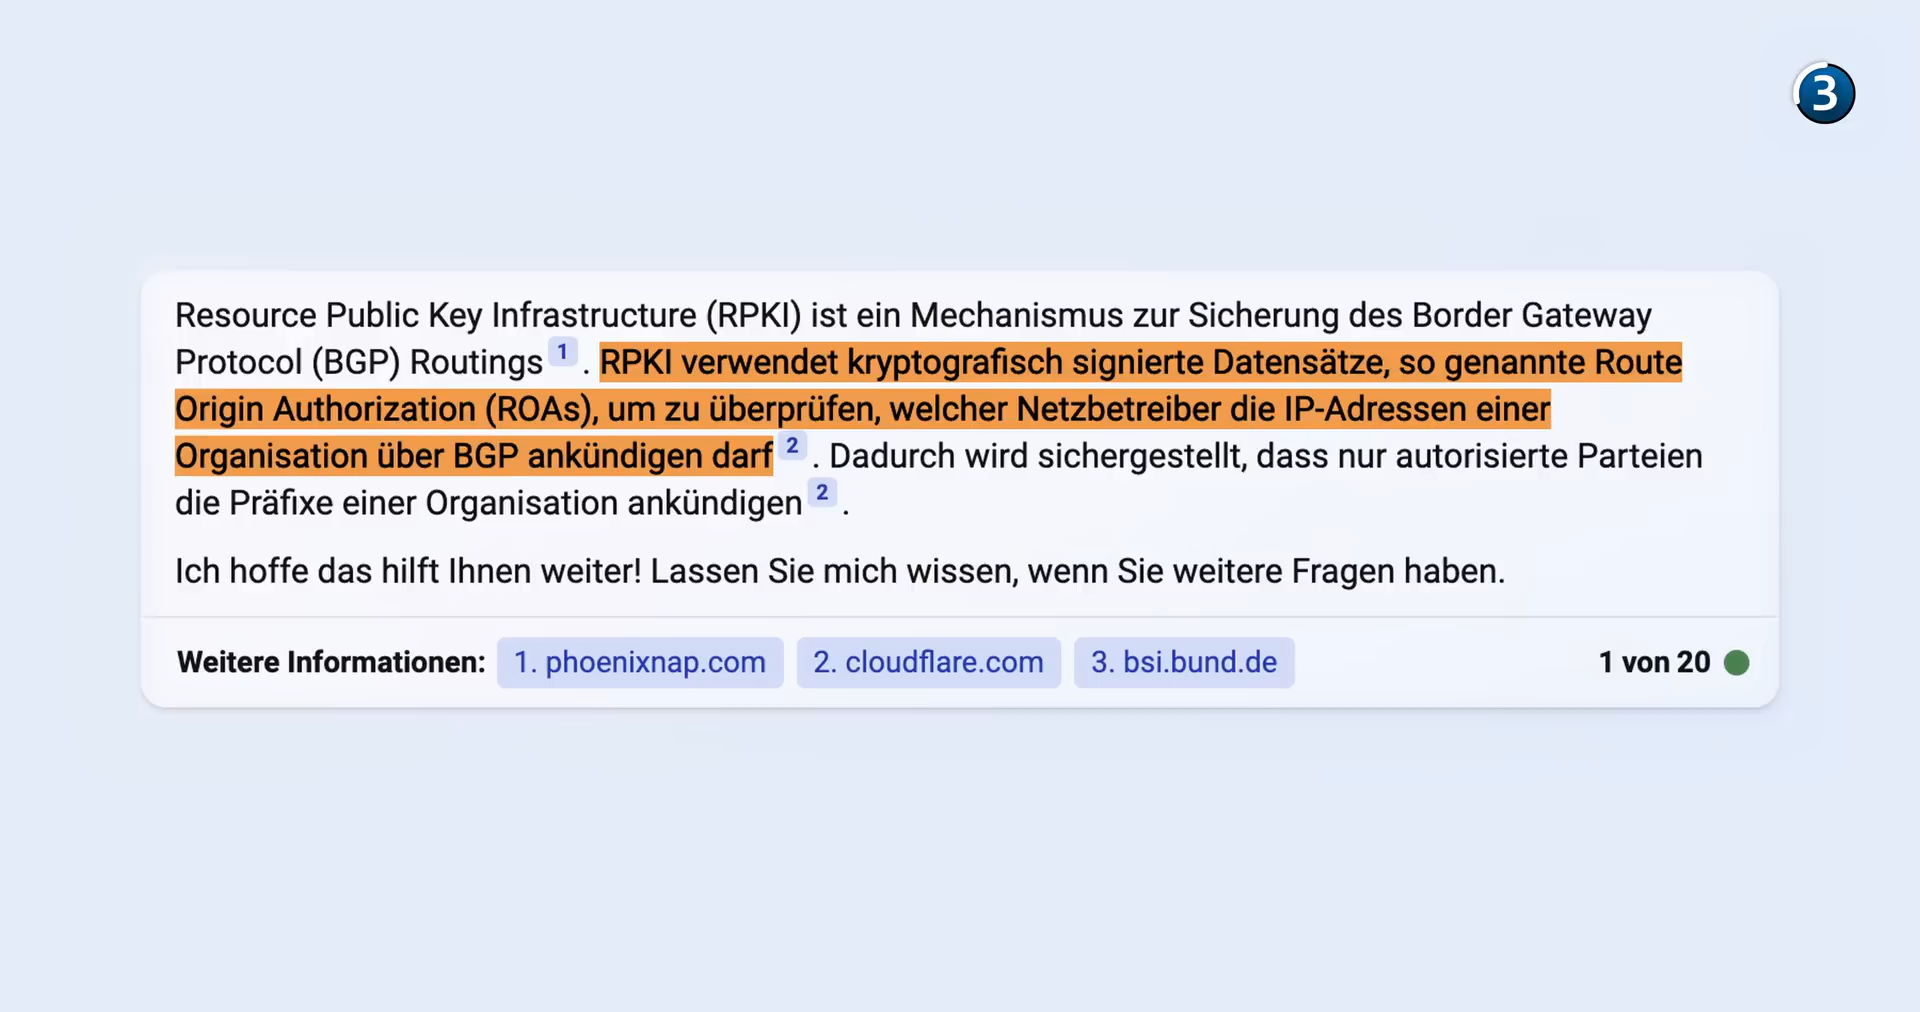 3
Resource Public Key Infrastructure (RPKI) ist ein Mechanismus zur Sicherung des Border Gateway
Protocol (BGP) Routings 1 . RPKI verwendet kryptografisch signierte Datensätze, so genannte Route
Origin Authorization (ROAs), um zu überprüfen, welcher Netzbetreiber die IP-Adressen einer
Organisation über BGP ankündigen darf 2 . Dadurch wird sichergestellt, dass nur autorisierte Parteien
die Präfixe einer Organisation ankündigen 2 .
Ich hoffe das hilft Ihnen weiter! Lassen Sie mich wissen, wenn Sie weitere Fragen haben.
Weitere Informationen: 1. phoenixnap.com 2. cloudflare.com 3. bsi.bund.de 1 von 20